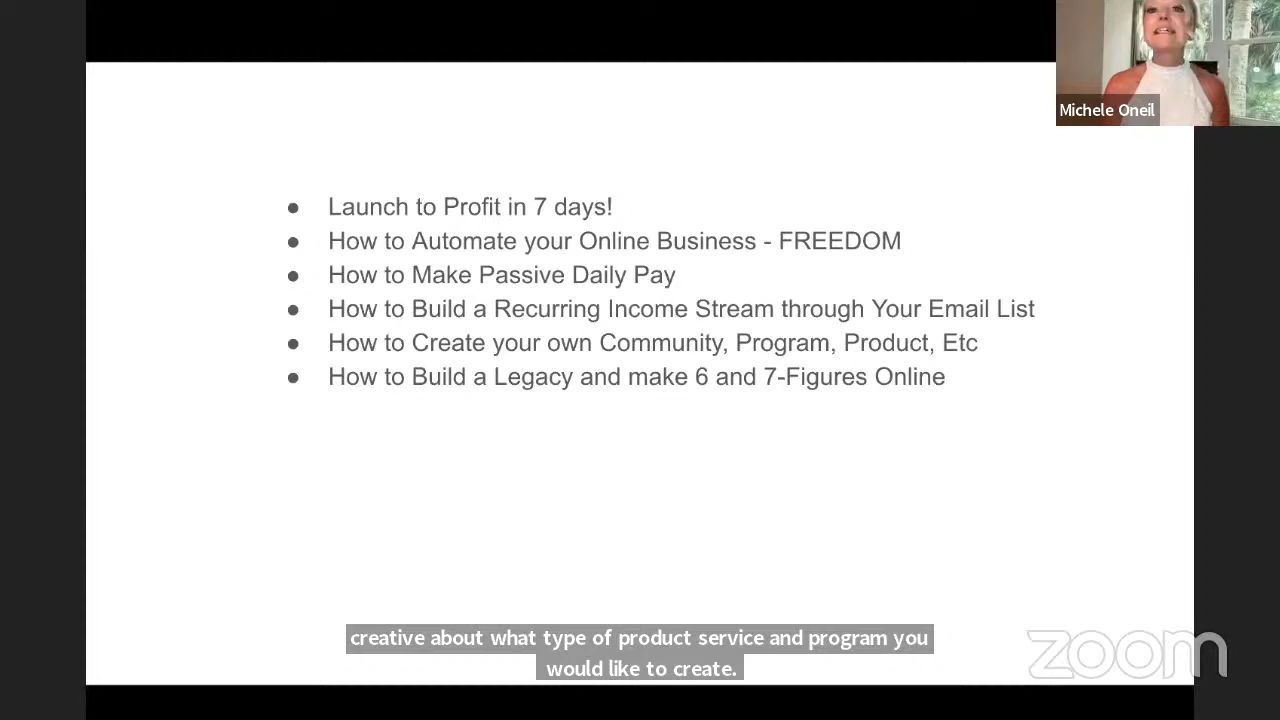 Michele Oneil
● Launch to Profit in 7 days!
● How to Automate your Online Business - FREEDOM
● How to Make Passive Daily Pay
● How to Build a Recurring Income Stream through Your Email List
● How to Create your own Community, Program, Product, Etc
● How to Build a Legacy and make 6 and 7-Figures Online
creative about what type of product service and program you
would like to create.
zoom